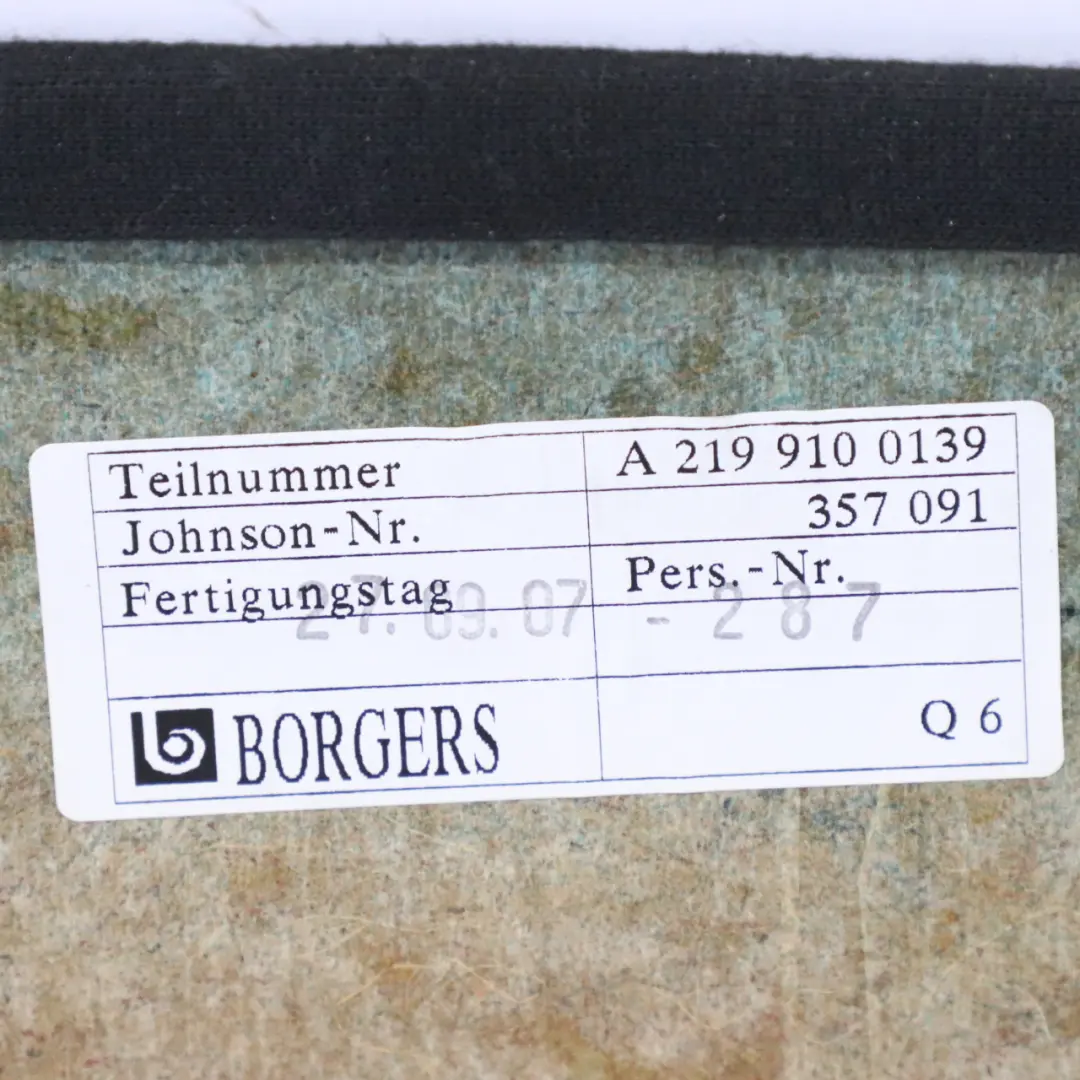 Teilnummer A 219 910 0139
Johnson-Nr. 357 091
Fertigungstag Pers.-Nr.
27. 09. 07 - 287
BORGERS Q 6